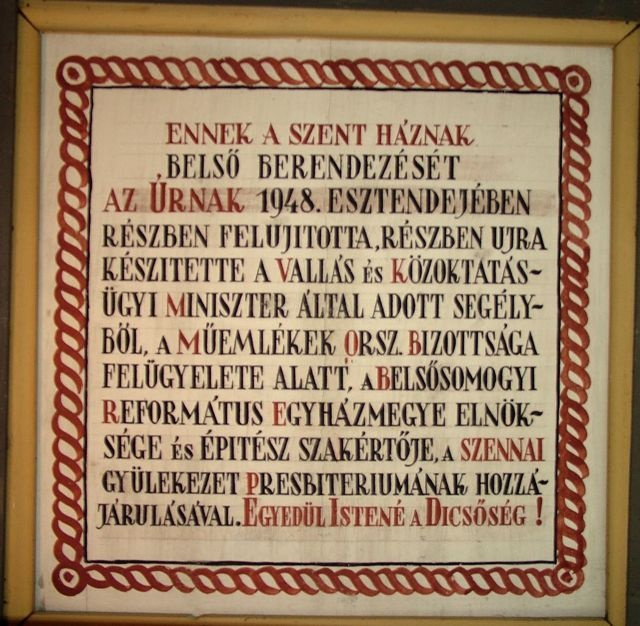 ENNEK A SZENT HÁZNAK
BELSŐ BERENDEZÉSÉT
AZ ÚRNAK 1948. ESZTENDEJÉBEN
RÉSZBEN FELUJITOTTA, RÉSZBEN UJRA
KÉSZITETTE A VALLÁS ÉS KÖZOKTATÁS-
ÜGYI MINISZTER ÁLTAL ADOTT SEGÉLY-
BŐL, A MŰEMLÉKEK ORSZ. BIZOTTSÁGA
FELÜGYELETE ALATT, A BELSŐSOMOGYI
REFORMÁTUS EGYHÁZMEGYE ELNÖK-
SÉGE ÉS ÉPITÉSZ SZAKÉRTŐJE, A SZENNAI
GYÜLEKEZET PRESBITERIUMÁNAK HOZZÁ-
JÁRULÁSÁVAL. EGYEDÜL ISTENÉ A DICSŐSÉG !